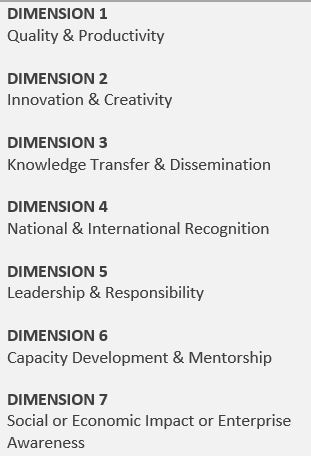 DIMENSION 1
Quality & Productivity
DIMENSION 2
Innovation & Creativity
DIMENSION 3
Knowledge Transfer & Dissemination
DIMENSION 4
National & International Recognition
DIMENSION 5
Leadership & Responsibility
DIMENSION 6
Capacity Development & Mentorship
DIMENSION 7
Social or Economic Impact or Enterprise
Awareness